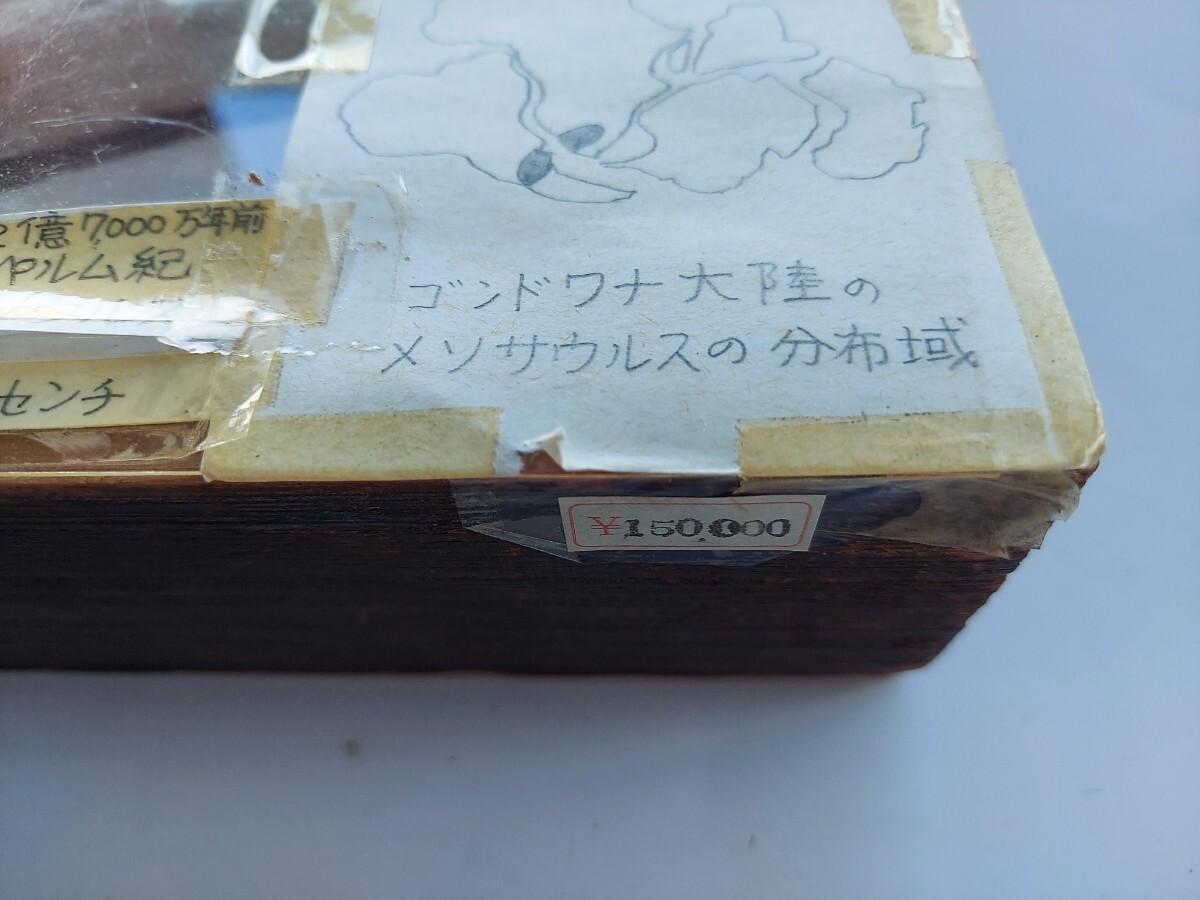 2億7000万年前
ペルム紀
センチ
ゴンドワナ大陸の
メソサウルスの分布域
¥150,000